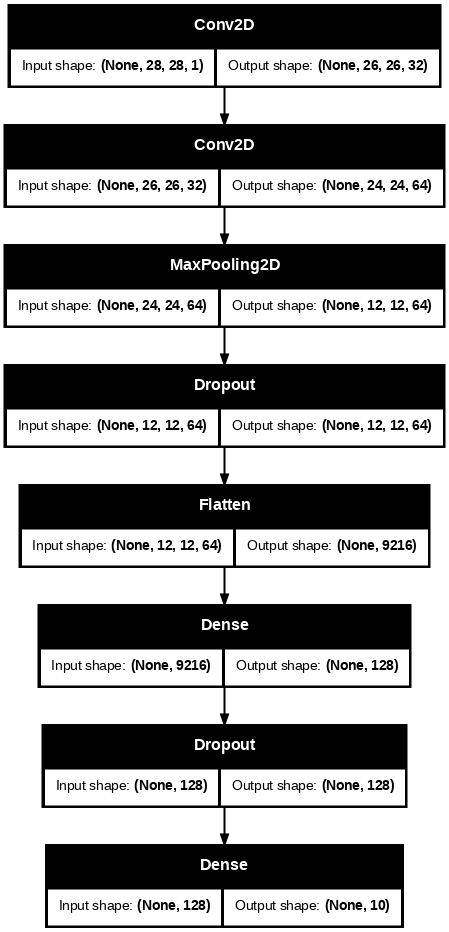 Conv2D
Input shape: (None, 28, 28, 1) Output shape: (None, 26, 26, 32)
Conv2D
Input shape: (None, 26, 26, 32) Output shape: (None, 24, 24, 64)
MaxPooling2D
Input shape: (None, 24, 24, 64) Output shape: (None, 12, 12, 64)
Dropout
Input shape: (None, 12, 12, 64) Output shape: (None, 12, 12, 64)
Flatten
Input shape: (None, 12, 12, 64) Output shape: (None, 9216)
Dense
Input shape: (None, 9216) Output shape: (None, 128)
Dropout
Input shape: (None, 128) Output shape: (None, 128)
Dense
Input shape: (None, 128) Output shape: (None, 10)